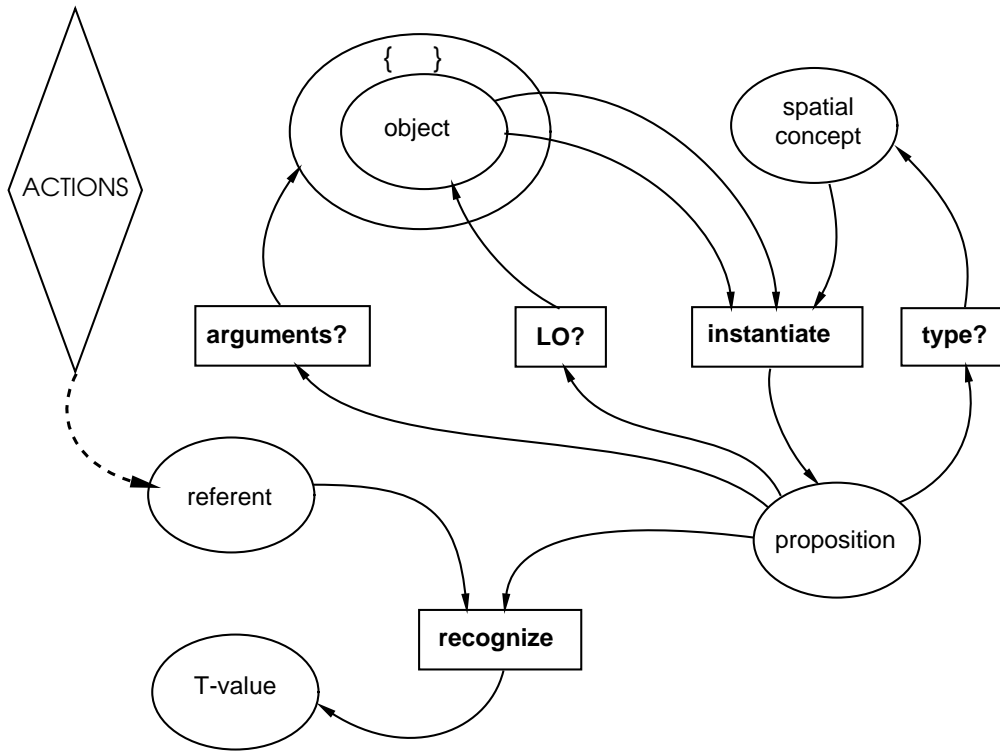 { }
object
spatial
concept
ACTIONS
arguments?
LO?
instantiate
type?
referent
proposition
recognize
T-value